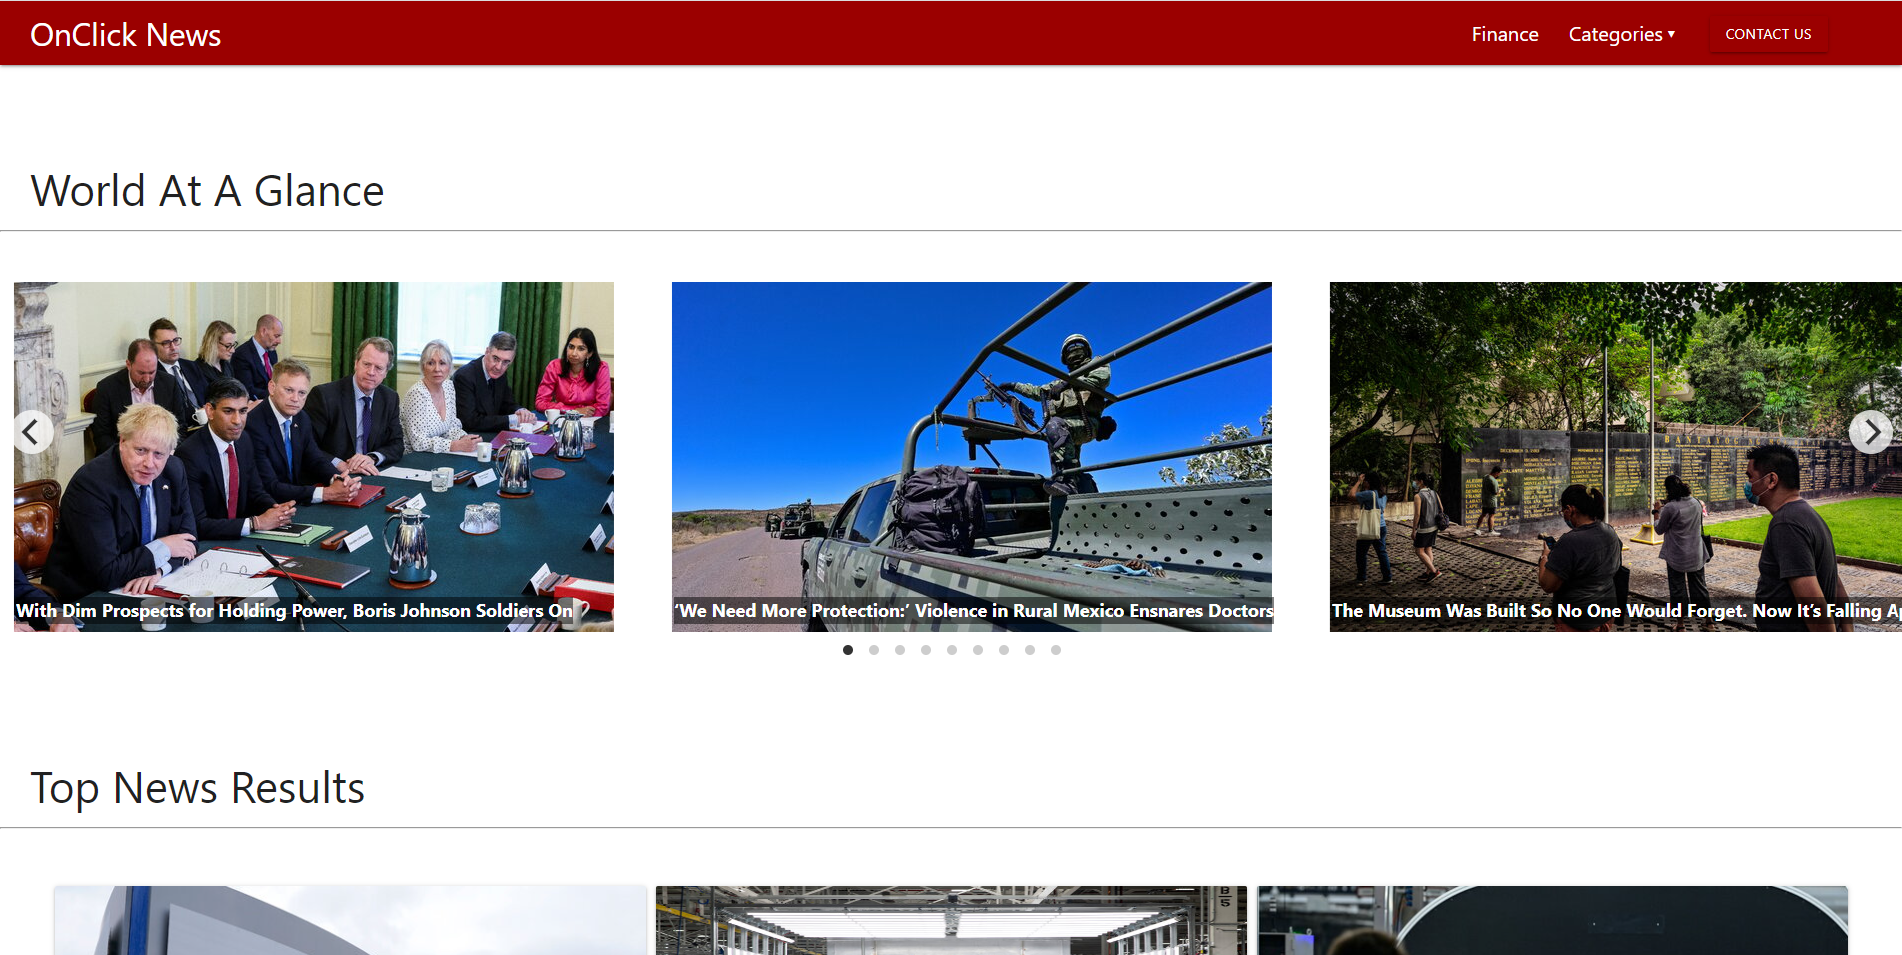 OnClick News
Finance
Categories ▾
CONTACT US
World At A Glance
With Dim Prospects for Holding Power, Boris Johnson Soldiers On
‘We Need More Protection:’ Violence in Rural Mexico Ensnares Doctors
The Museum Was Built So No One Would Forget. Now It’s Falling Ap
Top News Results